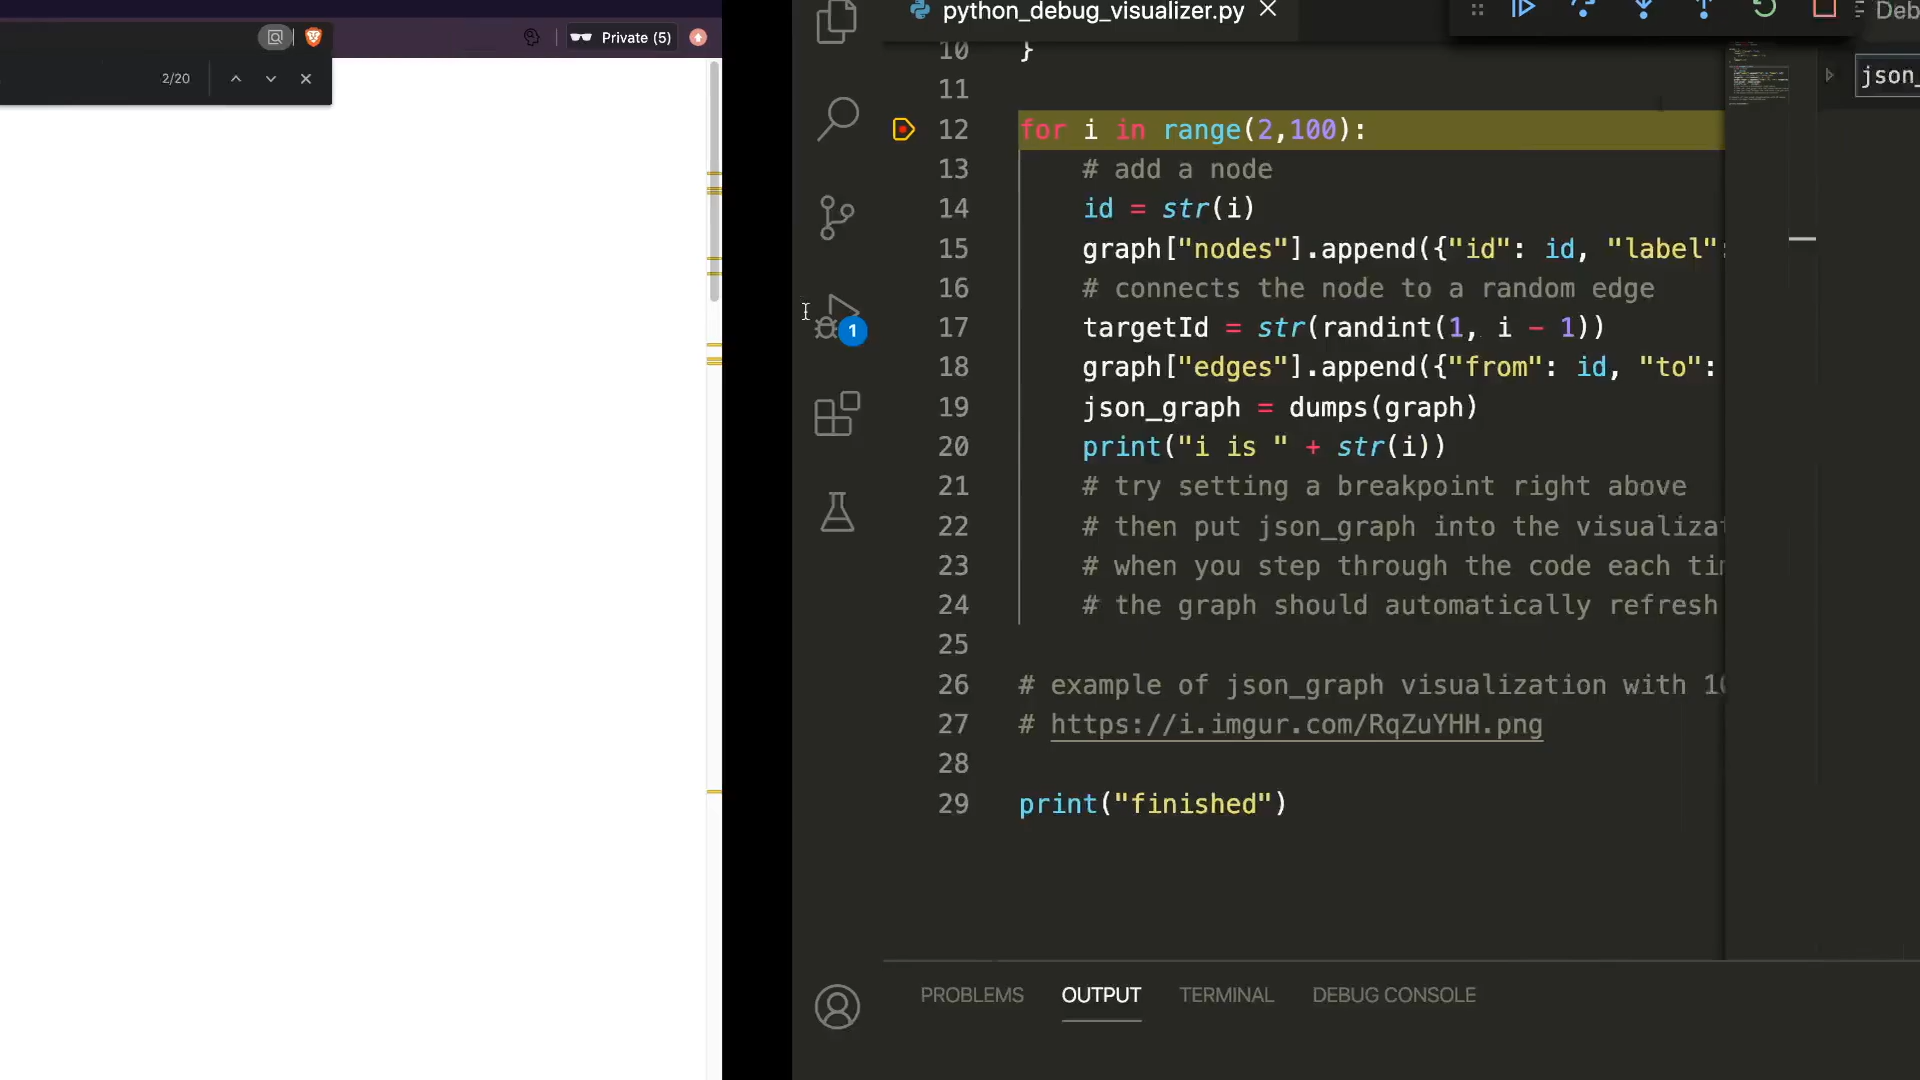 Private (5)
2/20
python_debug_visualizer.py
Deb
json_
10 }
11
12 for i in range(2,100):
13 # add a node
14 id = str(i)
15 graph["nodes"].append({"id": id, "label":
16 # connects the node to a random edge
17 targetId = str(randint(1, i - 1))
18 graph["edges"].append({"from": id, "to":
19 json_graph = dumps(graph)
20 print("i is " + str(i))
21 # try setting a breakpoint right above
22 # then put json_graph into the visualizat
23 # when you step through the code each tim
24 # the graph should automatically refresh
25
26 # example of json_graph visualization with 10
27 # https://i.imgur.com/RqZuYHH.png
28
29 print("finished")
1
PROBLEMS OUTPUT TERMINAL DEBUG CONSOLE